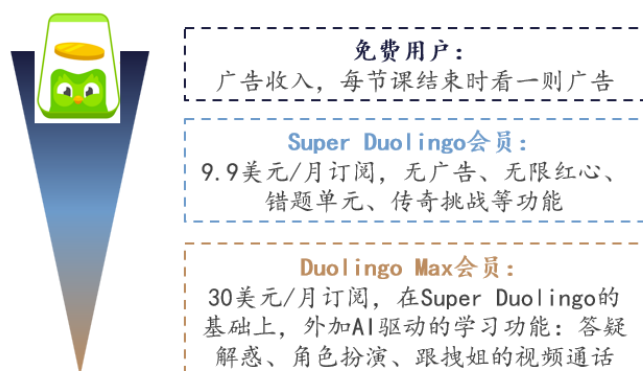 免费用户：
广告收入，每节课结束时看一则广告
Super Duolingo会员：
9.9美元/月订阅，无广告、无限红心、
错题单元、传奇挑战等功能
Duolingo Max会员：
30美元/月订阅，在Super Duolingo的
基础上，外加AI驱动的学习功能：答疑
解惑、角色扮演、跟拽姐的视频通话